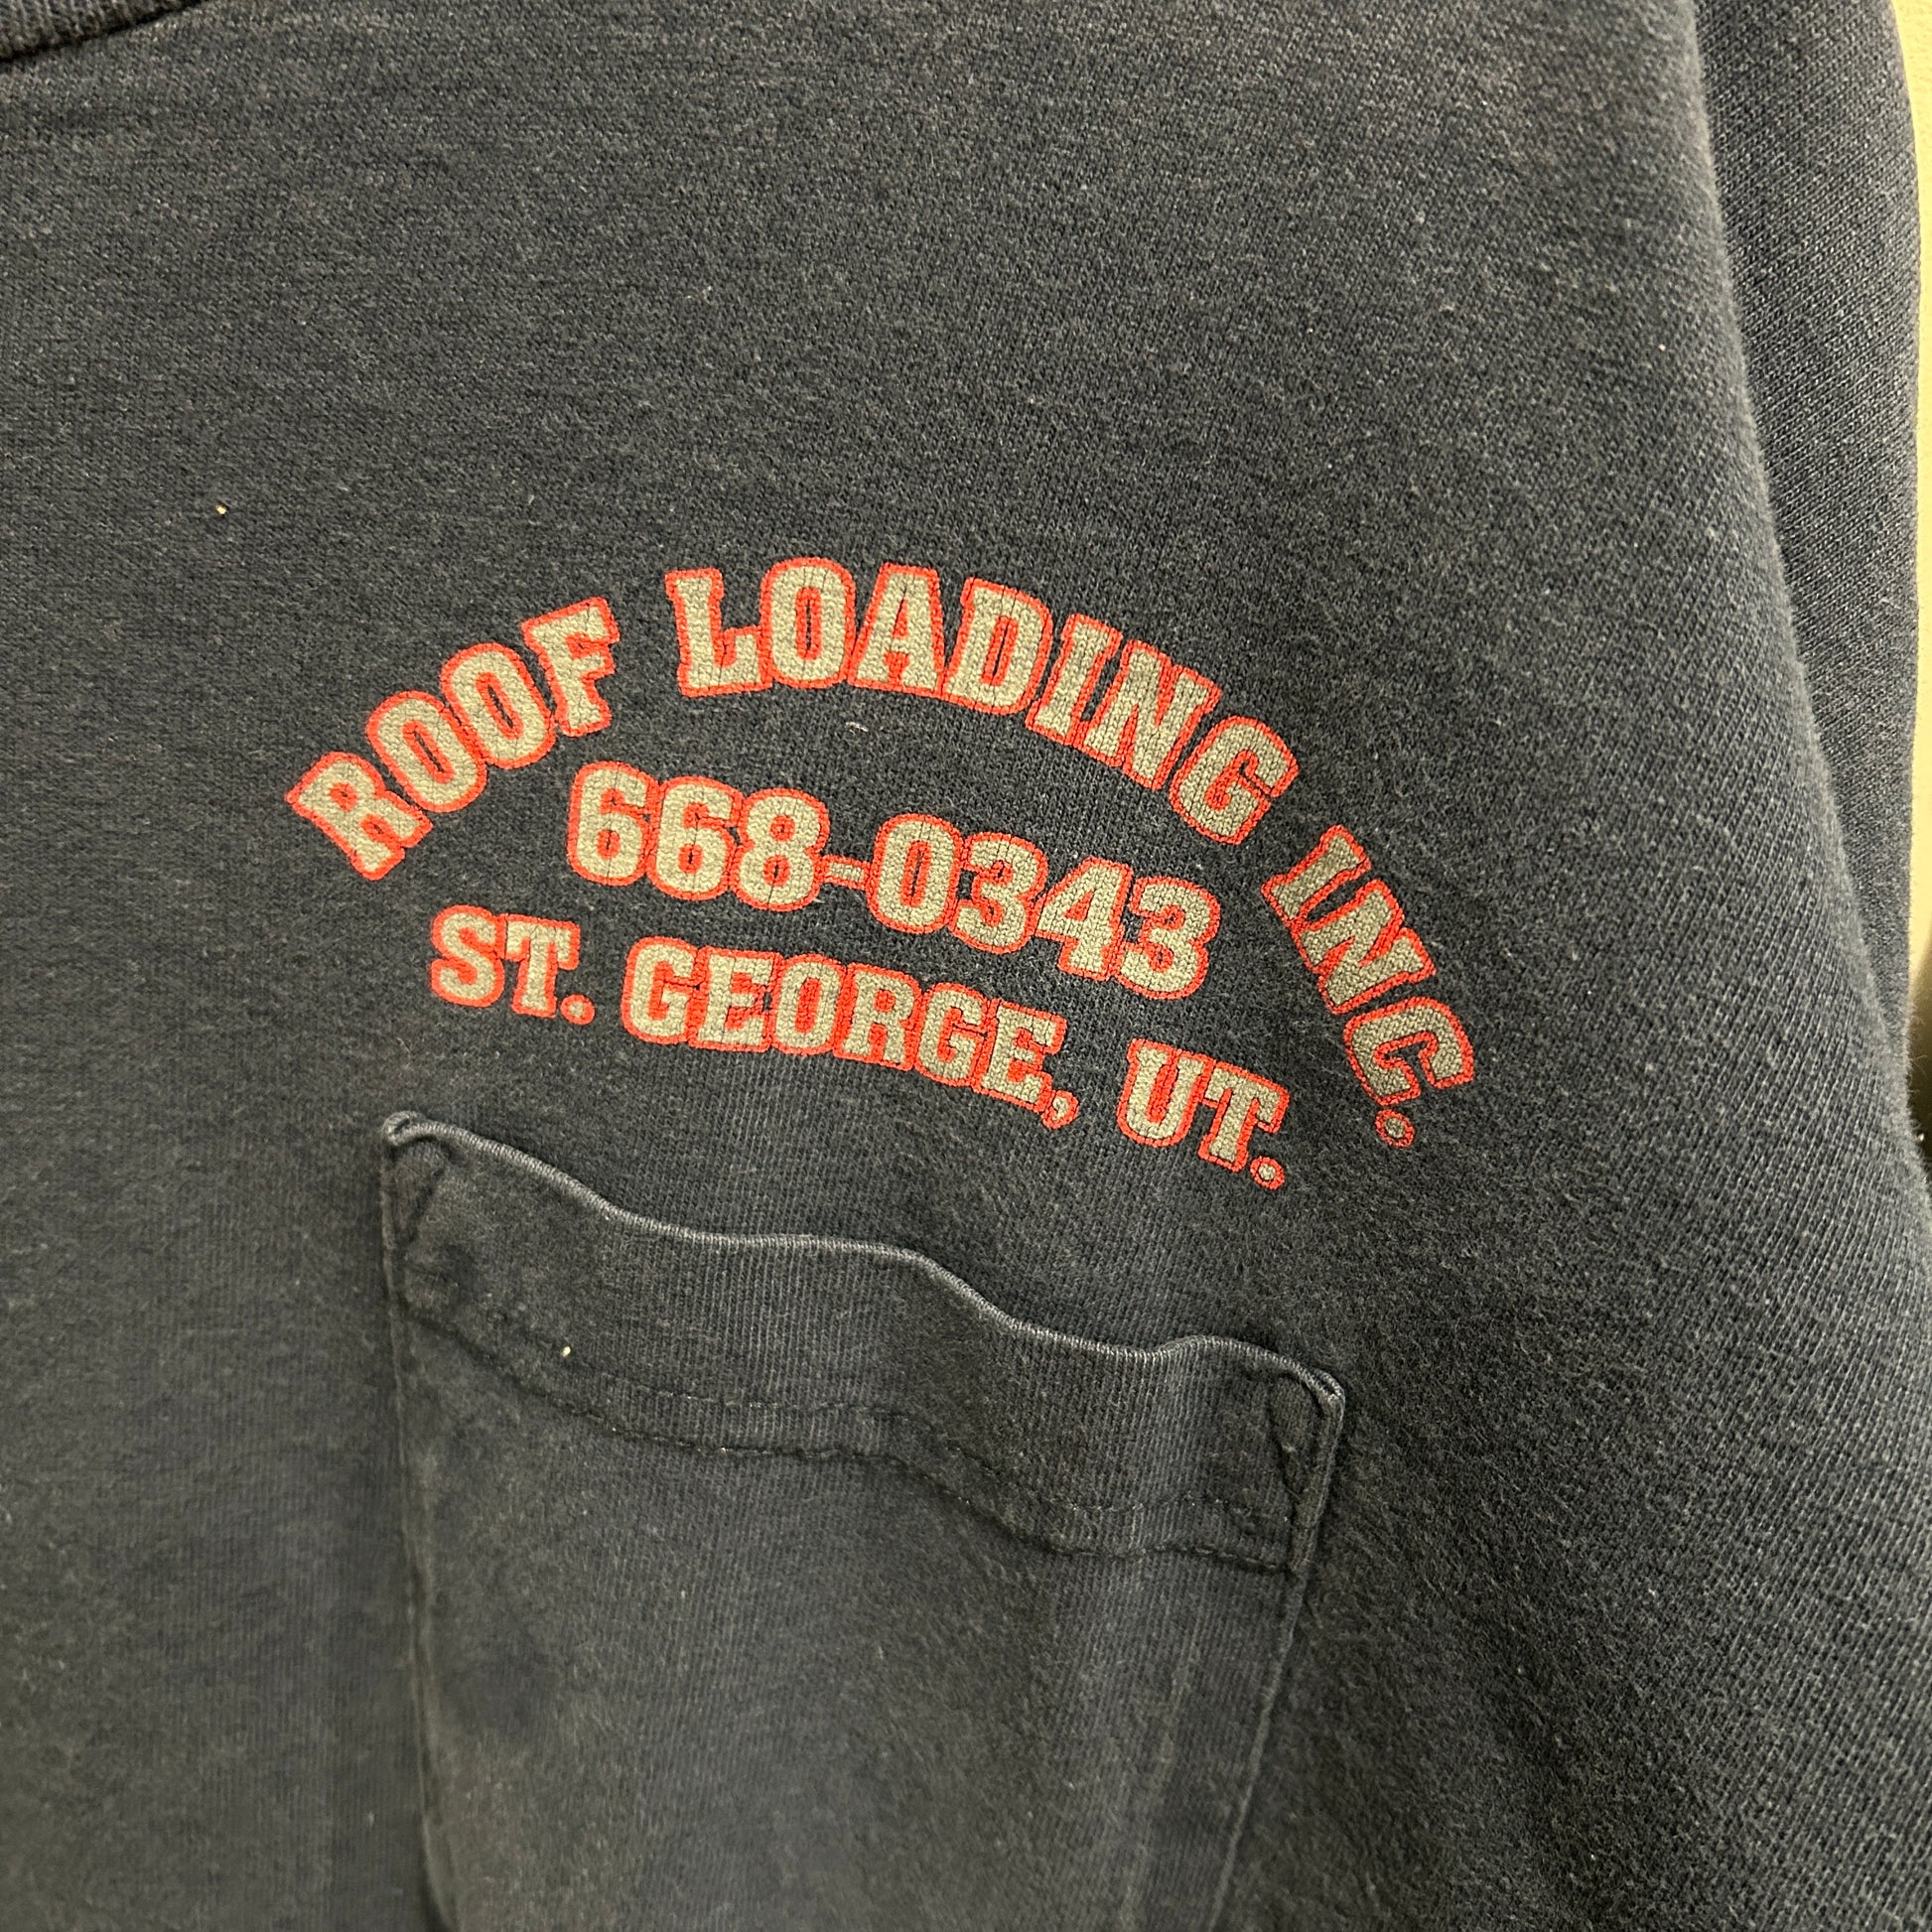 ROOF LOADING INC.
668-0343
ST. GEORGE, UT.